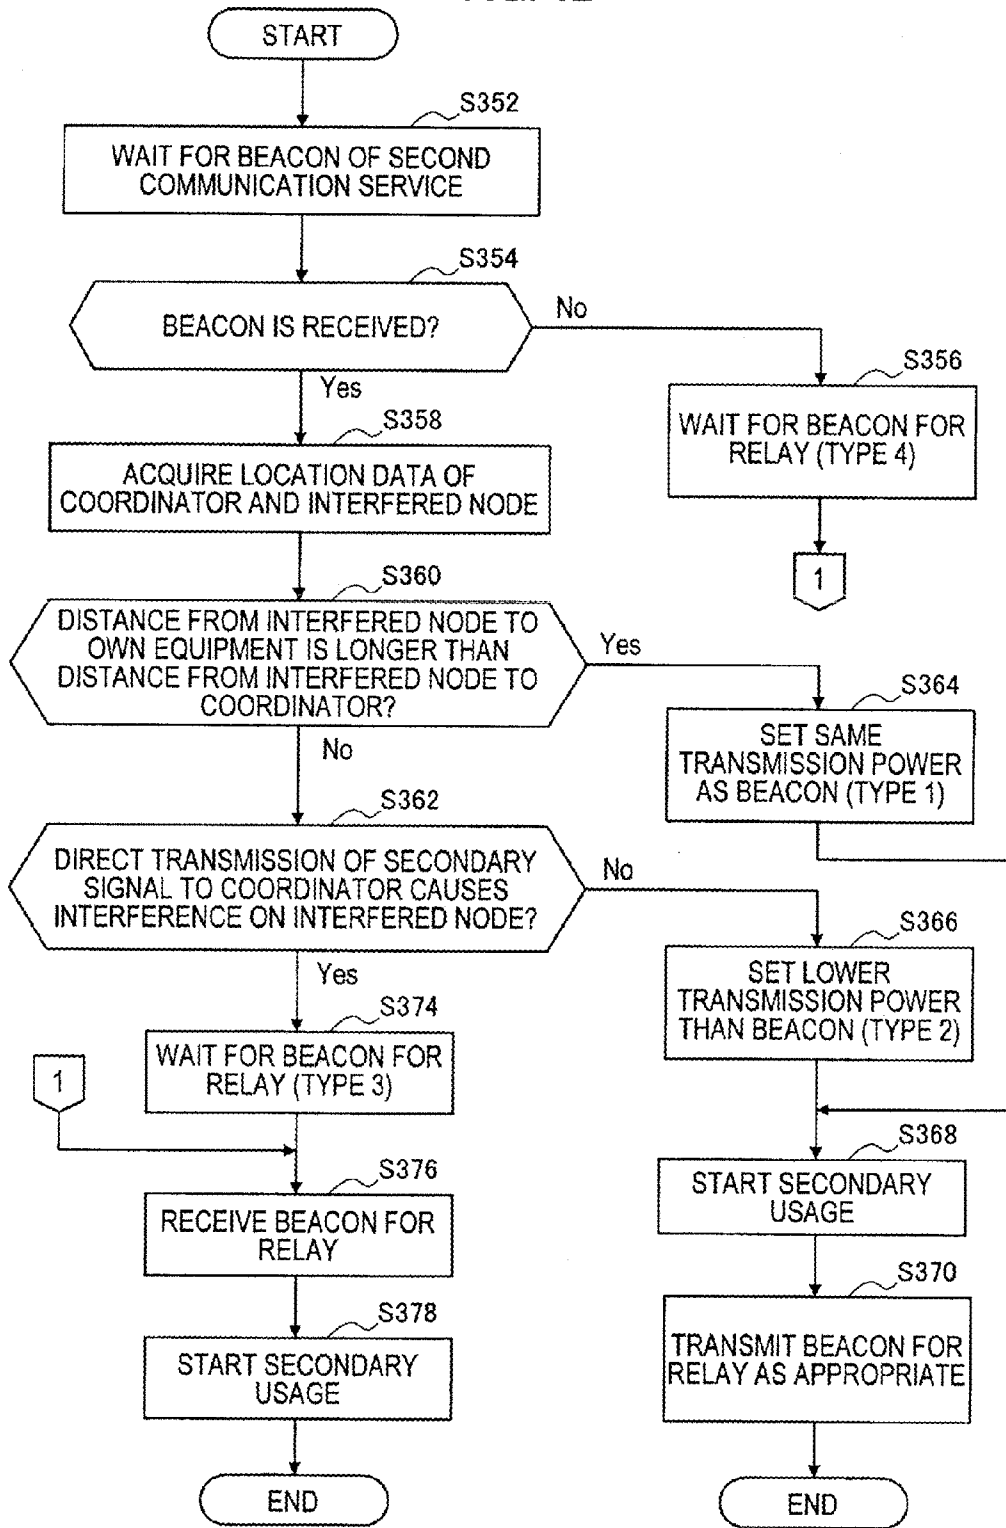 START
S352
WAIT FOR BEACON OF SECOND
COMMUNICATION SERVICE
S354
BEACON IS RECEIVED?
No
Yes
S356
WAIT FOR BEACON FOR
RELAY (TYPE 4)
1
S358
ACQUIRE LOCATION DATA OF
COORDINATOR AND INTERFERED NODE
S360
DISTANCE FROM INTERFERED NODE TO
OWN EQUIPMENT IS LONGER THAN
DISTANCE FROM INTERFERED NODE TO
COORDINATOR?
Yes
No
S364
SET SAME
TRANSMISSION POWER
AS BEACON (TYPE 1)
S362
DIRECT TRANSMISSION OF SECONDARY
SIGNAL TO COORDINATOR CAUSES
INTERFERENCE ON INTERFERED NODE?
No
Yes
S366
SET LOWER
TRANSMISSION POWER
THAN BEACON (TYPE 2)
S374
WAIT FOR BEACON FOR
RELAY (TYPE 3)
1
S376
RECEIVE BEACON FOR
RELAY
S378
START SECONDARY
USAGE
END
S368
START SECONDARY
USAGE
S370
TRANSMIT BEACON FOR
RELAY AS APPROPRIATE
END